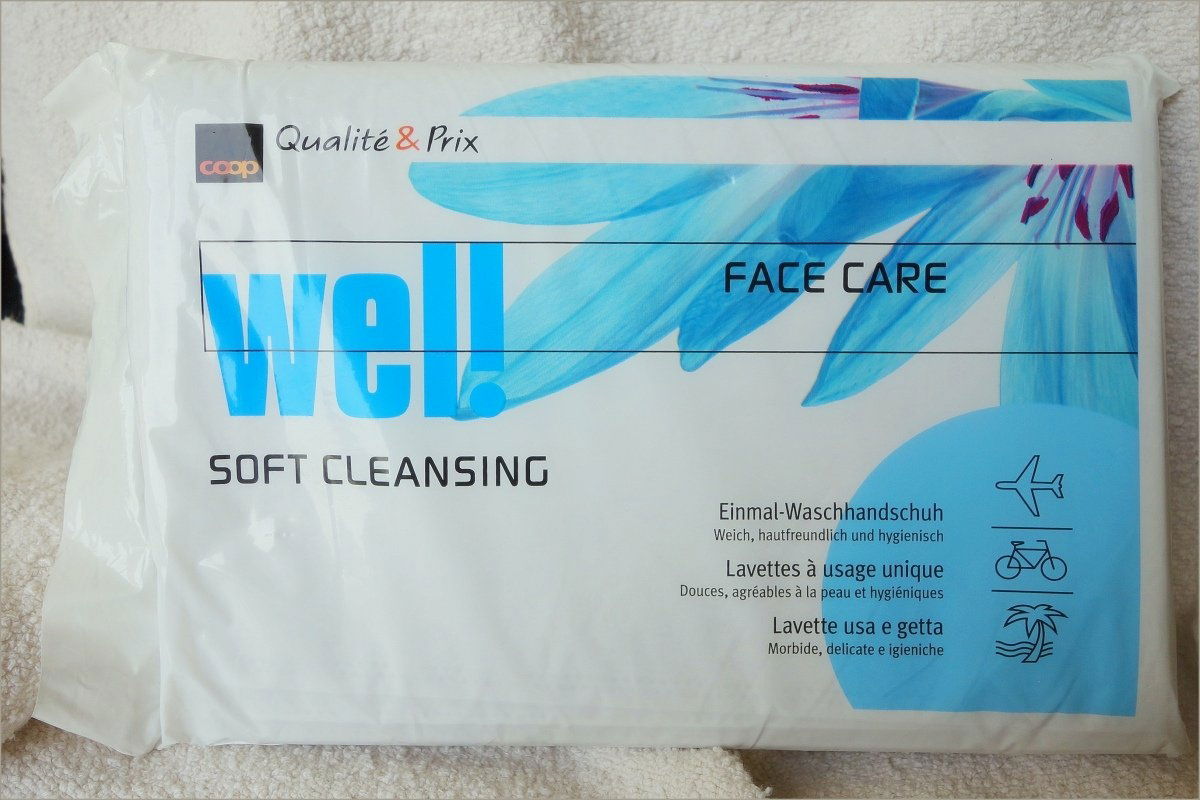 coop
Qualité & Prix
well!
FACE CARE
SOFT CLEANSING
Einmal-Waschhandschuh
Weich, hautfreundlich und hygienisch
Lavettes à usage unique
Douces, agréables à la peau et hygiéniques
Lavette usa e getta
Morbide, delicate e igieniche